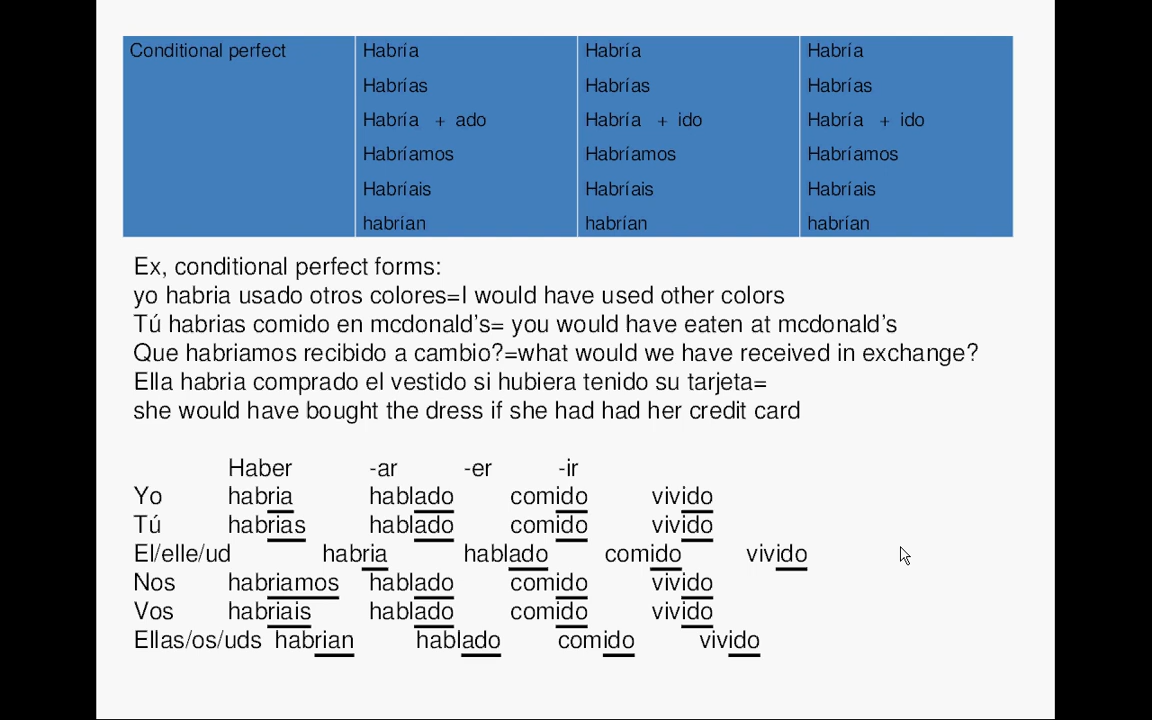 Conditional perfect Habría Habría Habría
Habrías Habrías Habrías
Habría + ado Habría + ido Habría + ido
Habríamos Habríamos Habríamos
Habríais Habríais Habríais
habrían habrían habrían
Ex, conditional perfect forms:
yo habria usado otros colores=I would have used other colors
Tú habrias comido en mcdonald’s= you would have eaten at mcdonald’s
Que habriamos recibido a cambio?=what would we have received in exchange?
Ella habria comprado el vestido si hubiera tenido su tarjeta=
she would have bought the dress if she had had her credit card
Haber -ar -er -ir
Yo habria hablado comido vivido
Tú habrias hablado comido vivido
El/elle/ud habria hablado comido vivido
Nos habriamos hablado comido vivido
Vos habriais hablado comido vivido
Ellas/os/uds habrian hablado comido vivido